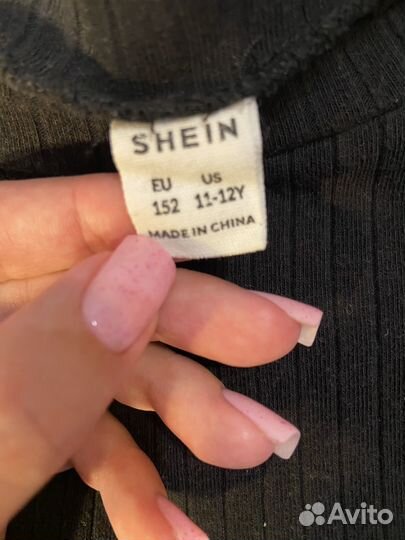 SHEIN
EU US
152 11-12Y
MADE IN CHINA
Avito